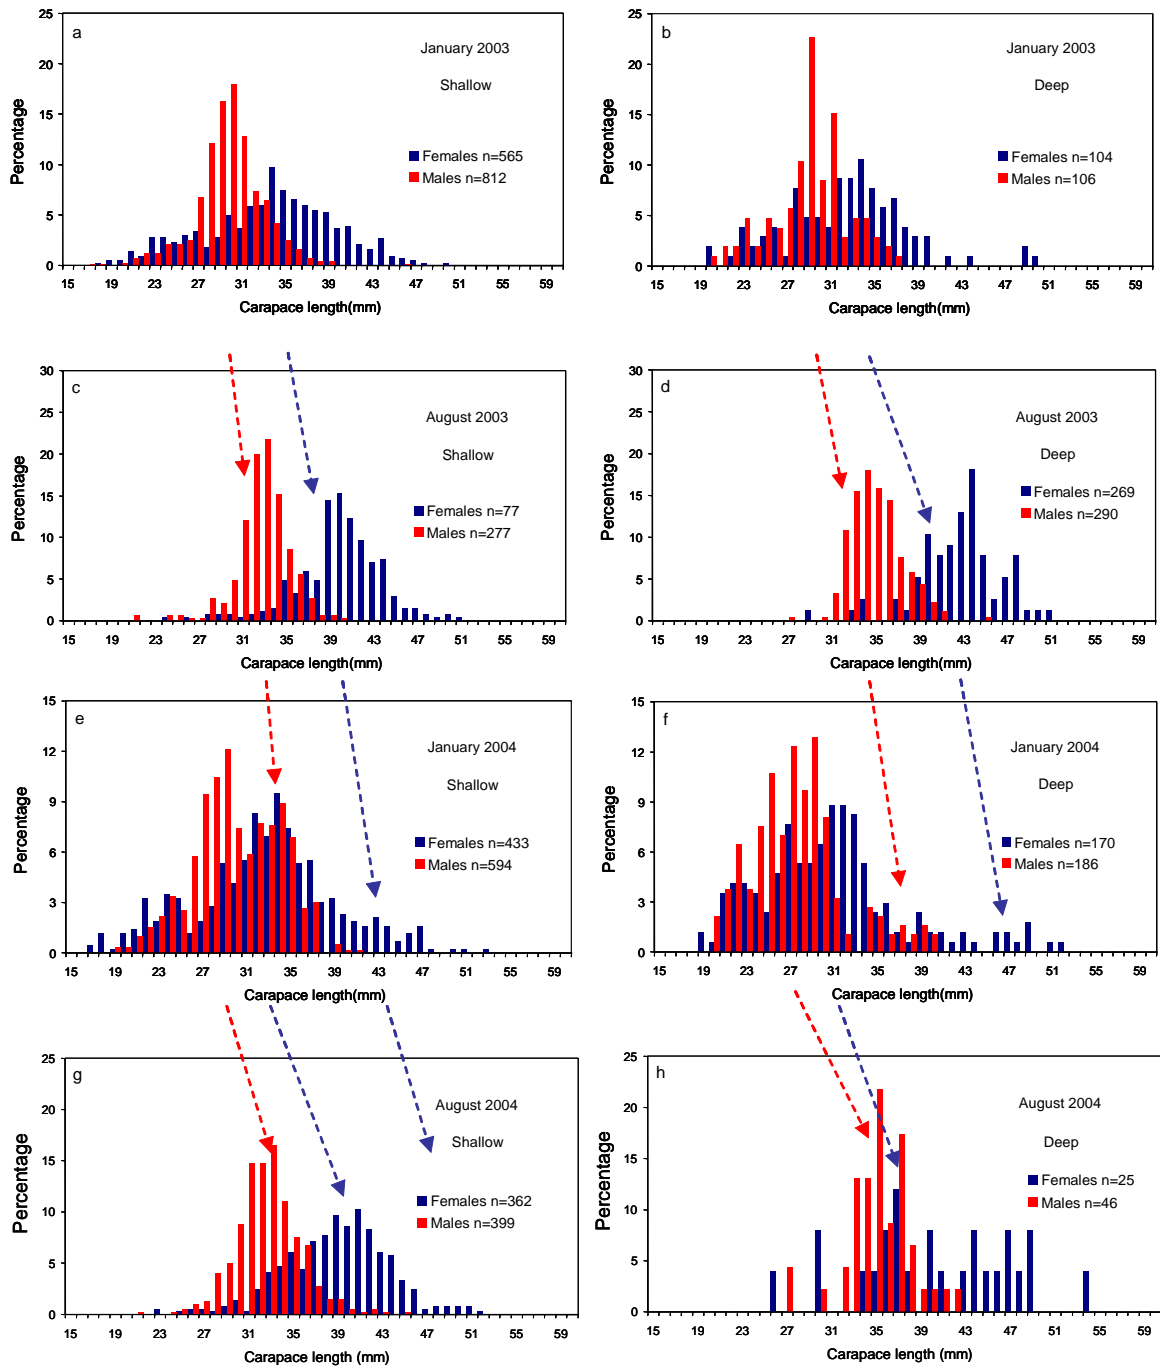 a
January 2003
Shallow
Females n=565
Males n=812
Percentage
25
20
15
10
5
0
15 19 23 27 31 35 39 43 47 51 55 59
Carapace length(mm)
b
January 2003
Deep
Females n=104
Males n=106
Percentage
25
20
15
10
5
0
15 19 23 27 31 35 39 43 47 51 55 59
Carapace length(mm)
c
August 2003
Shallow
Females n=77
Males n=277
Percentage
30
25
20
15
10
5
0
15 19 23 27 31 35 39 43 47 51 55 59
Carapace length(mm)
d
August 2003
Deep
Females n=269
Males n=290
Percentage
30
25
20
15
10
5
0
15 19 23 27 31 35 39 43 47 51 55 59
Carapace length(mm)
e
January 2004
Shallow
Females n=433
Males n=594
Percentage
15
12
9
6
3
0
15 19 23 27 31 35 39 43 47 51 55 59
Carapace length(mm)
f
January 2004
Deep
Females n=170
Males n=186
Percentage
15
12
9
6
3
0
15 19 23 27 31 35 39 43 47 51 55 59
Carapace length(mm)
g
August 2004
Shallow
Females n=362
Males n=399
Percentage
25
20
15
10
5
0
15 19 23 27 31 35 39 43 47 51 55 59
Carapace length (mm)
h
August 2004
Deep
Females n=25
Males n=46
Percentage
25
20
15
10
5
0
15 19 23 27 31 35 39 43 47 51 55 59
Carapace length (mm)